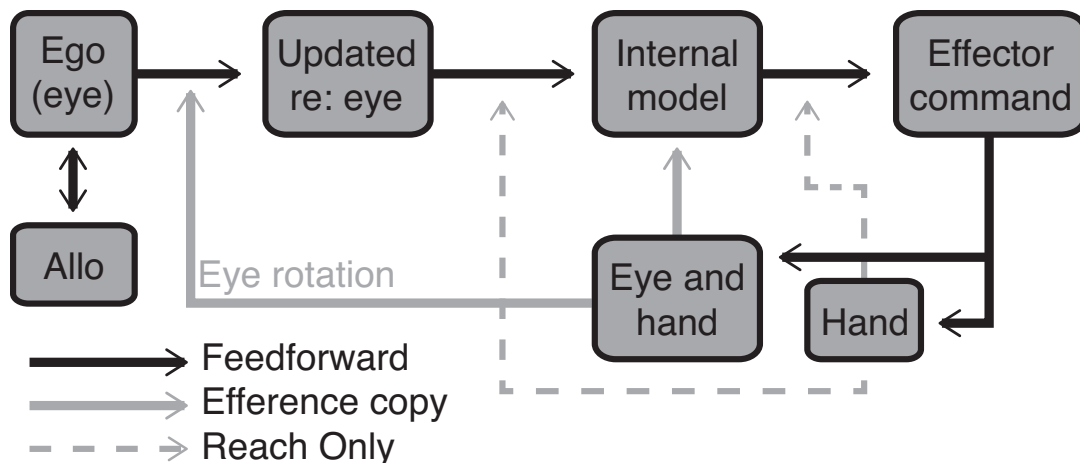 Ego
(eye)
Updated
re: eye
Internal
model
Effector
command
Allo
Eye rotation
Eye and
hand
Hand
Feedforward
Efference copy
Reach Only